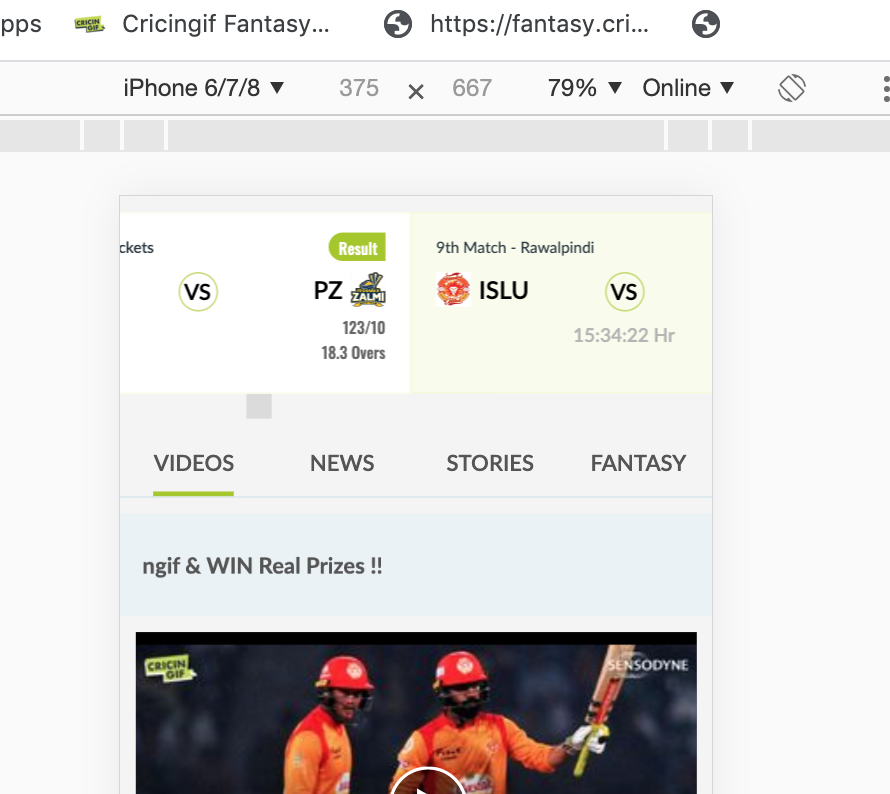 pps Cricingif Fantasy... https://fantasy.cri...
iPhone 6/7/8 ▼ 375 × 667 79% ▼ Online ▼
ckets Result
VS PZ ZALMI
123/10
18.3 Overs
9th Match - Rawalpindi
ISLU VS
15:34:22 Hr
VIDEOS NEWS STORIES FANTASY
ngif & WIN Real Prizes !!
CRICIN GIF SENSODYNE